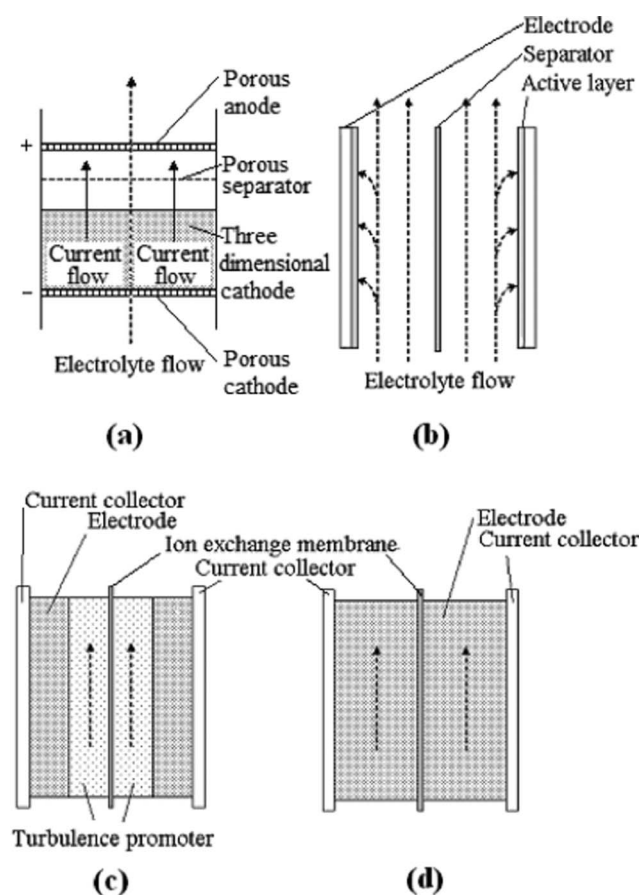 Porous
anode
+
Porous
separator
Current
flow
Current
flow
Three
dimensional
cathode
−
Electrolyte flow
Porous
cathode
(a)
Electrode
Separator
Active layer
Electrolyte flow
(b)
Current collector
Electrode
Ion exchange membrane
Current collector
Turbulence promoter
(c)
Electrode
Current collector
(d)